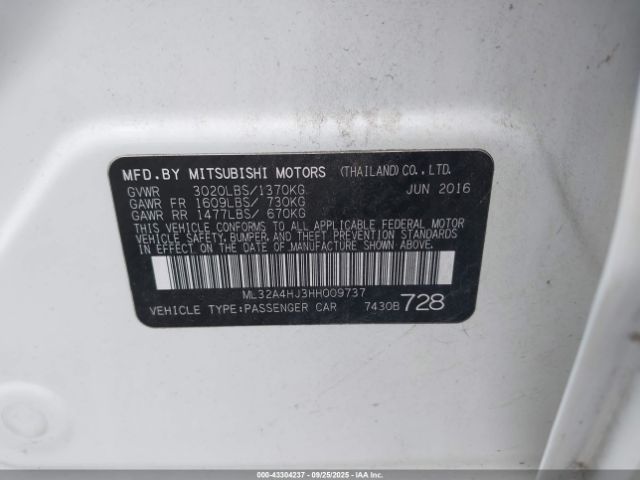 MFD.BY MITSUBISHI MOTORS (THAILAND) CO.,LTD.
GVWR 3020LBS/1370KG JUN 2016
GAWR FR 1609LBS/ 730KG
GAWR RR 1477LBS/ 670KG
THIS VEHICLE CONFORMS TO ALL APPLICABLE FEDERAL MOTOR
VEHICLE SAFETY, BUMPER, AND THEFT PREVENTION STANDARDS
IN EFFECT ON THE DATE OF MANUFACTURE SHOWN ABOVE.
ML32A4HJ3HH009737
VEHICLE TYPE:PASSENGER CAR 7430B 728
000-43304237 - 09/25/2025 - COPYRIGHT © IAA, LLC.